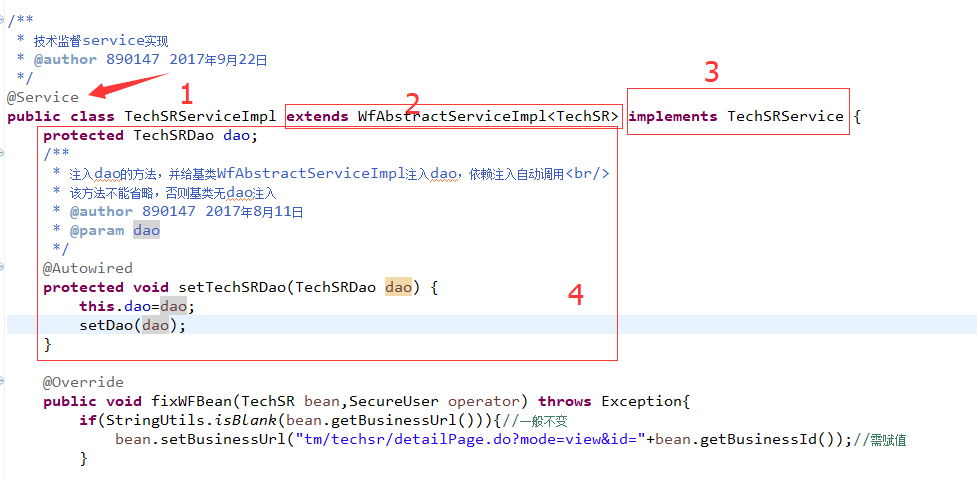 /**
 * 技术监督service实现
 * @author 890147 2017年9月22日
 */
@Service
1
2
3
public class TechSRServiceImpl extends WfAbstractServiceImpl<TechSR> implements TechSRService {
    protected TechSRDao dao;
    /**
     * 注入dao的方法，并给基类WfAbstractServiceImpl注入dao，依赖注入自动调用<br/>
     * 该方法不能省略，否则基类无dao注入
     * @author 890147 2017年8月11日
     * @param dao
     */
    @Autowired
    protected void setTechSRDao(TechSRDao dao) {
4
        this.dao=dao;
        setDao(dao);
    }
    @Override
    public void fixWFBean(TechSR bean,SecureUser operator) throws Exception{
        if(StringUtils.isBlank(bean.getBusinessUrl())){//一般不变
            bean.setBusinessUrl("tm/techsr/detailPage.do?mode=view&id="+bean.getBusinessId());//需赋值
        }